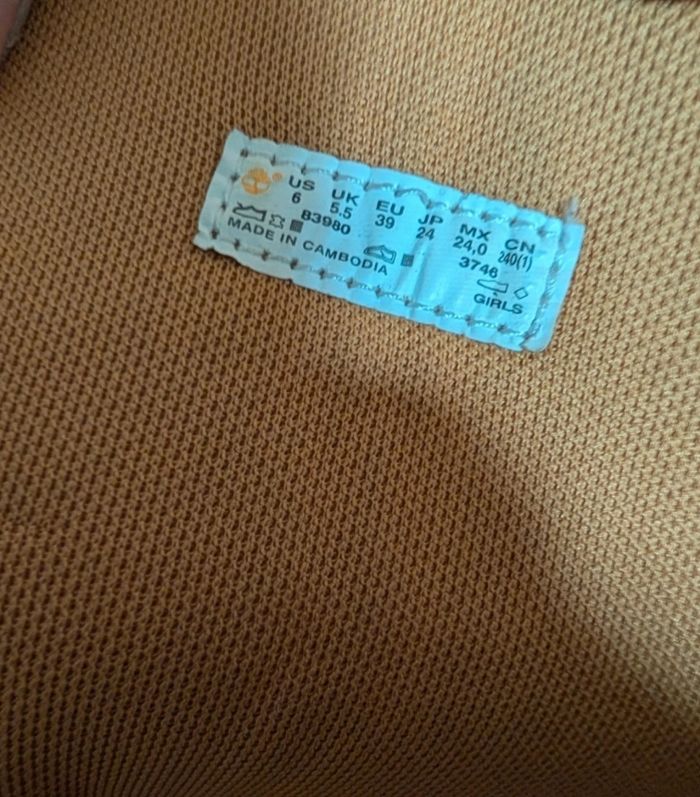 ® US UK EU JP MX CN
6 5.5 39 24 24,0 240(1)
83980 3746
MADE IN CAMBODIA GIRLS